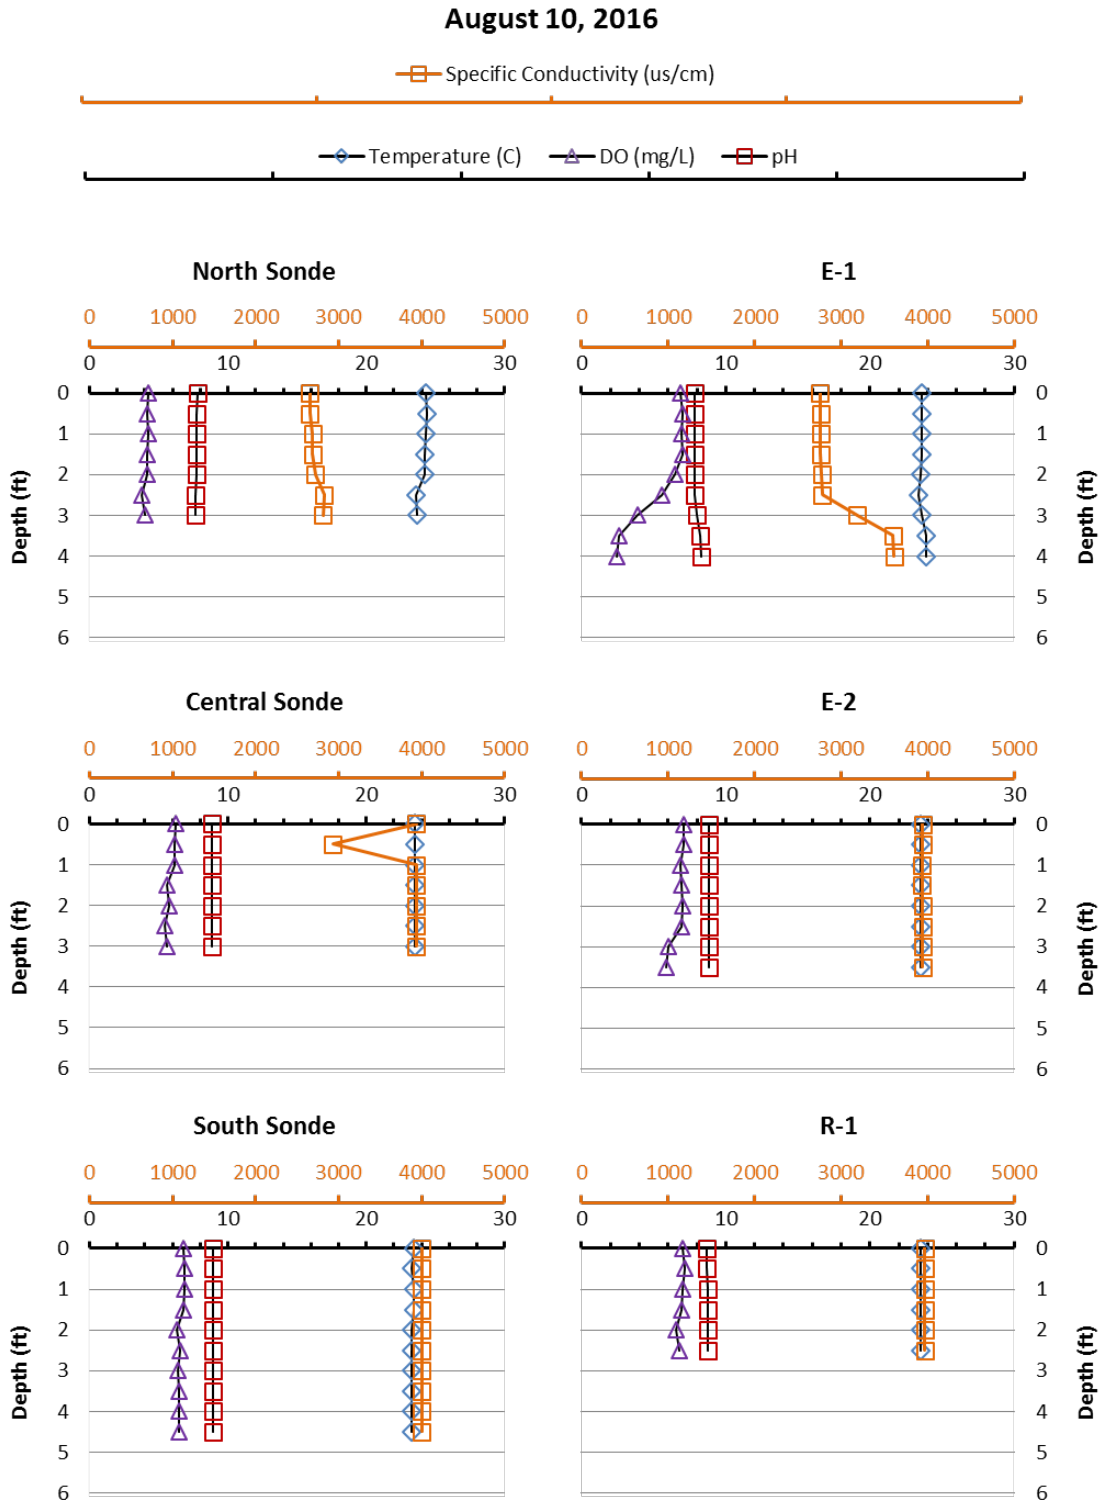 August 10, 2016
Specific Conductivity (us/cm)
Temperature (C) DO (mg/L) pH
North Sonde E-1
0 1000 2000 3000 4000 5000 0 1000 2000 3000 4000 5000
0 10 20 30 0 10 20 30
0 0
1 1
2 2
3 3
4 4
5 5
6 6
Depth (ft) Depth (ft)
Central Sonde E-2
0 1000 2000 3000 4000 5000 0 1000 2000 3000 4000 5000
0 10 20 30 0 10 20 30
0 0
1 1
2 2
3 3
4 4
5 5
6 6
Depth (ft) Depth (ft)
South Sonde R-1
0 1000 2000 3000 4000 5000 0 1000 2000 3000 4000 5000
0 10 20 30 0 10 20 30
0 0
1 1
2 2
3 3
4 4
5 5
6 6
Depth (ft) Depth (ft)